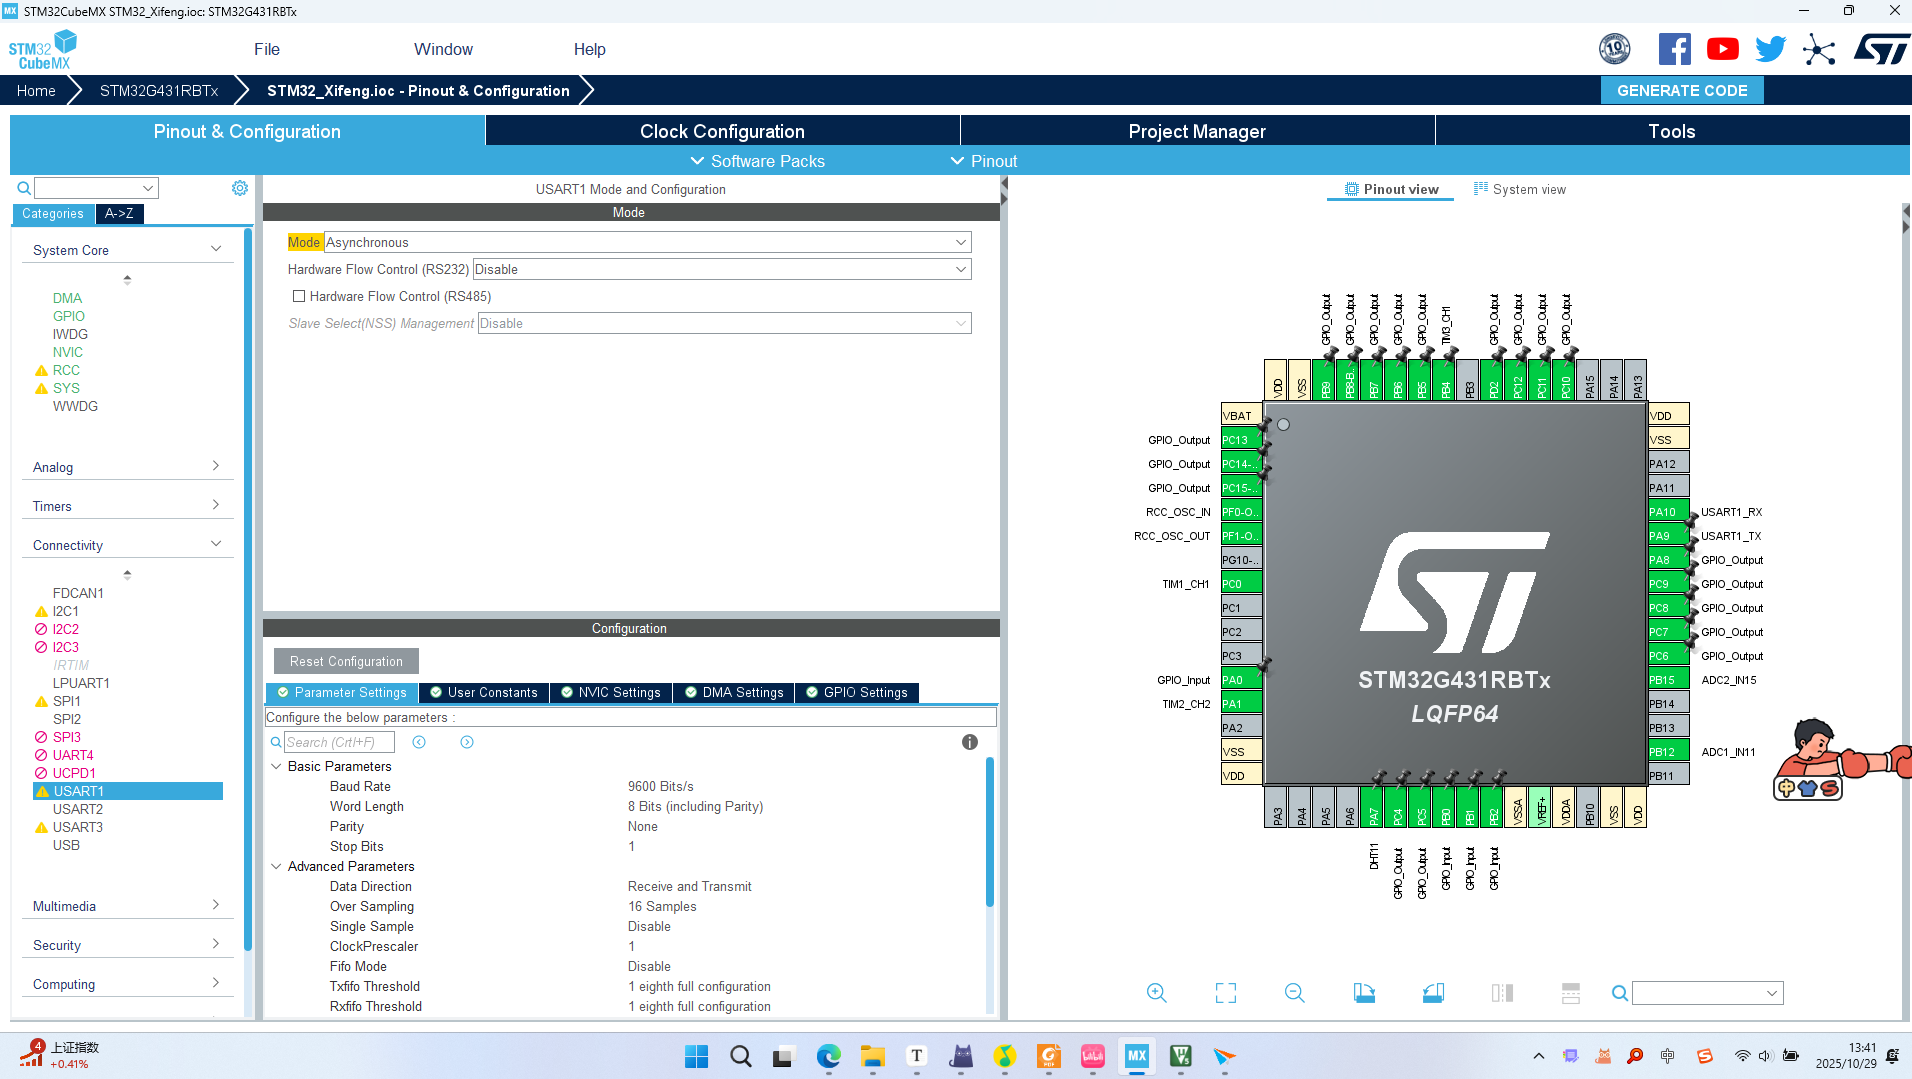 STM32CubeMX STM32_Xifeng.ioc: STM32G431RBTx
STM32
CubeMX
File
Window
Help
10
Home
STM32G431RBTx
STM32_Xifeng.ioc - Pinout & Configuration
GENERATE CODE
Pinout & Configuration
Clock Configuration
Project Manager
Tools
Software Packs
Pinout
Categories
A->Z
System Core
DMA
GPIO
IWDG
NVIC
RCC
SYS
WWDG
Analog
Timers
Connectivity
FDCAN1
I2C1
I2C2
I2C3
IRTIM
LPUART1
SPI1
SPI2
SPI3
UART4
UCPD1
USART1
USART2
USART3
USB
Multimedia
Security
Computing
USART1 Mode and Configuration
Mode
Mode Asynchronous
Hardware Flow Control (RS232) Disable
Hardware Flow Control (RS485)
Slave Select(NSS) Management Disable
Configuration
Reset Configuration
Parameter Settings
User Constants
NVIC Settings
DMA Settings
GPIO Settings
Configure the below parameters :
Search (Crtl+F)
Basic Parameters
Baud Rate 9600 Bits/s
Word Length 8 Bits (including Parity)
Parity None
Stop Bits 1
Advanced Parameters
Data Direction Receive and Transmit
Over Sampling 16 Samples
Single Sample Disable
ClockPrescaler 1
Fifo Mode Disable
Txfifo Threshold 1 eighth full configuration
Rxfifo Threshold 1 eighth full configuration
Pinout view
System view
GPIO_Output
GPIO_Output
GPIO_Output
GPIO_Output
GPIO_Output
TIM3_CH1
GPIO_Output
GPIO_Output
GPIO_Output
GPIO_Output
VDD
VSS
PB9
PB8-B..
PB7
PB6
PB5
PB4
PB3
PD2
PC12
PC11
PC10
PA15
PA14
PA13
VBAT
GPIO_Output PC13
GPIO_Output PC14-..
GPIO_Output PC15-..
RCC_OSC_IN PF0-O..
RCC_OSC_OUT PF1-O..
PG10-..
TIM1_CH1 PC0
PC1
PC2
PC3
GPIO_Input PA0
TIM2_CH2 PA1
PA2
VSS
VDD
STM32G431RBTx
LQFP64
VDD
VSS
PA12
PA11
PA10 USART1_RX
PA9 USART1_TX
PA8 GPIO_Output
PC9 GPIO_Output
PC8 GPIO_Output
PC7 GPIO_Output
PC6 GPIO_Output
PB15 ADC2_IN15
PB14
PB13
PB12 ADC1_IN11
PB11
PA3
PA4
PA5
PA6
PA7
PC4
PC5
PB0
PB1
PB2
VSSA
VREF+
VDDA
PB10
VSS
VDD
DHT11
GPIO_Output
GPIO_Output
GPIO_Input
GPIO_Input
GPIO_Input
中
S
4
上证指数
+0.41%
T
PDF
MX
中
S
13:41
2025/10/29